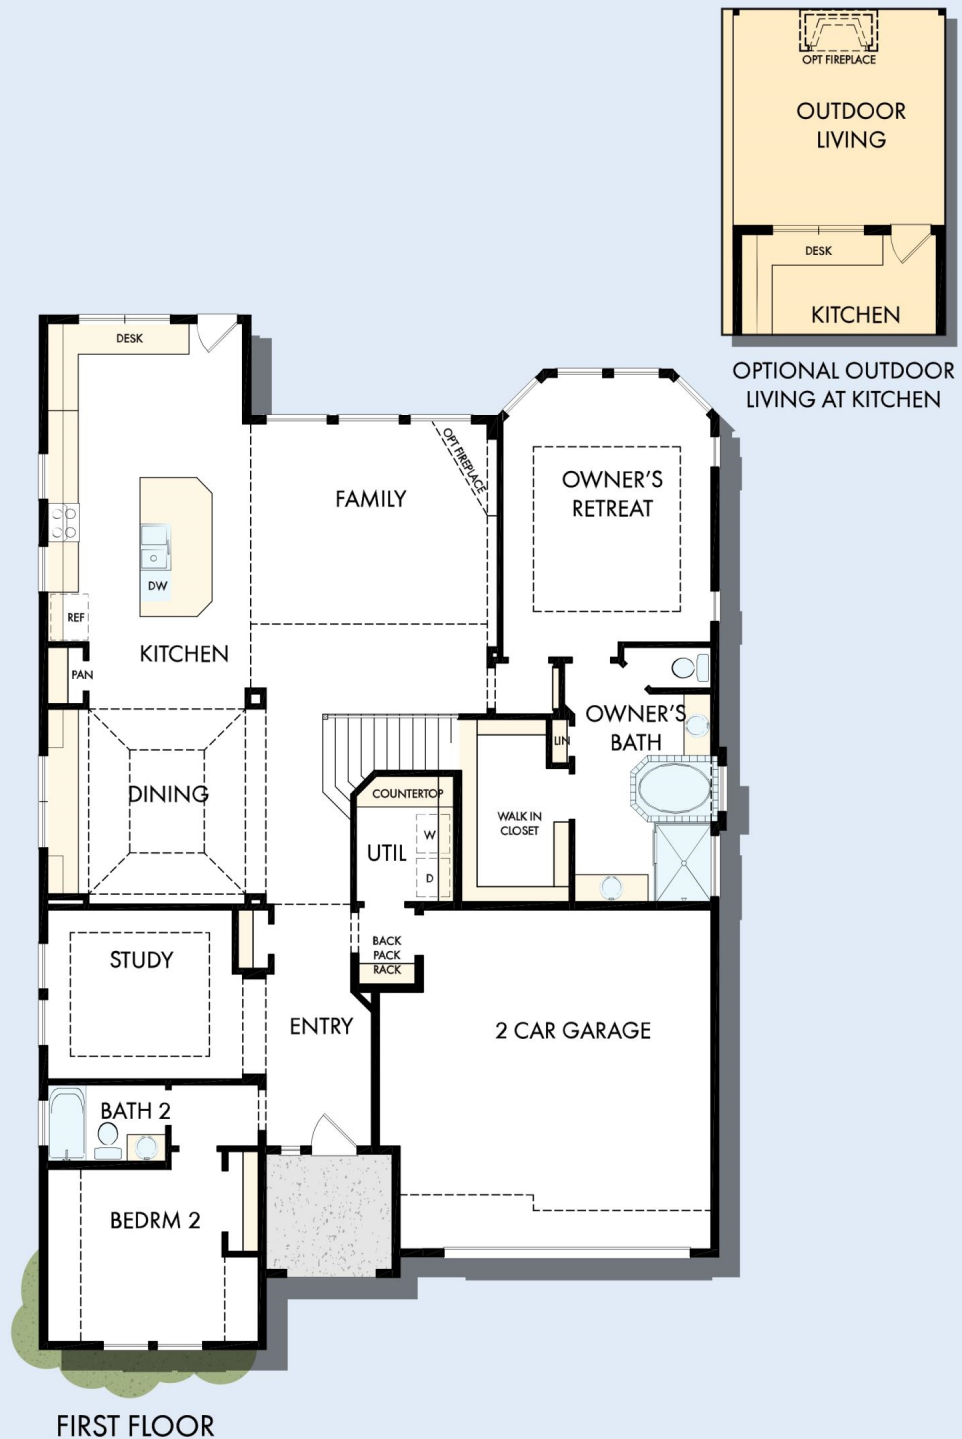 OPT FIREPLACE
OUTDOOR
LIVING
DESK
KITCHEN
OPTIONAL OUTDOOR
LIVING AT KITCHEN
DESK
OPT FIREPLACE
FAMILY
OWNER'S
RETREAT
DW
REF
KITCHEN
PAN
OWNER'S
BATH
LIN
DINING
COUNTERTOP
WALK IN
CLOSET
W
UTIL
D
BACK
PACK
RACK
STUDY
ENTRY
2 CAR GARAGE
BATH 2
BEDRM 2
FIRST FLOOR